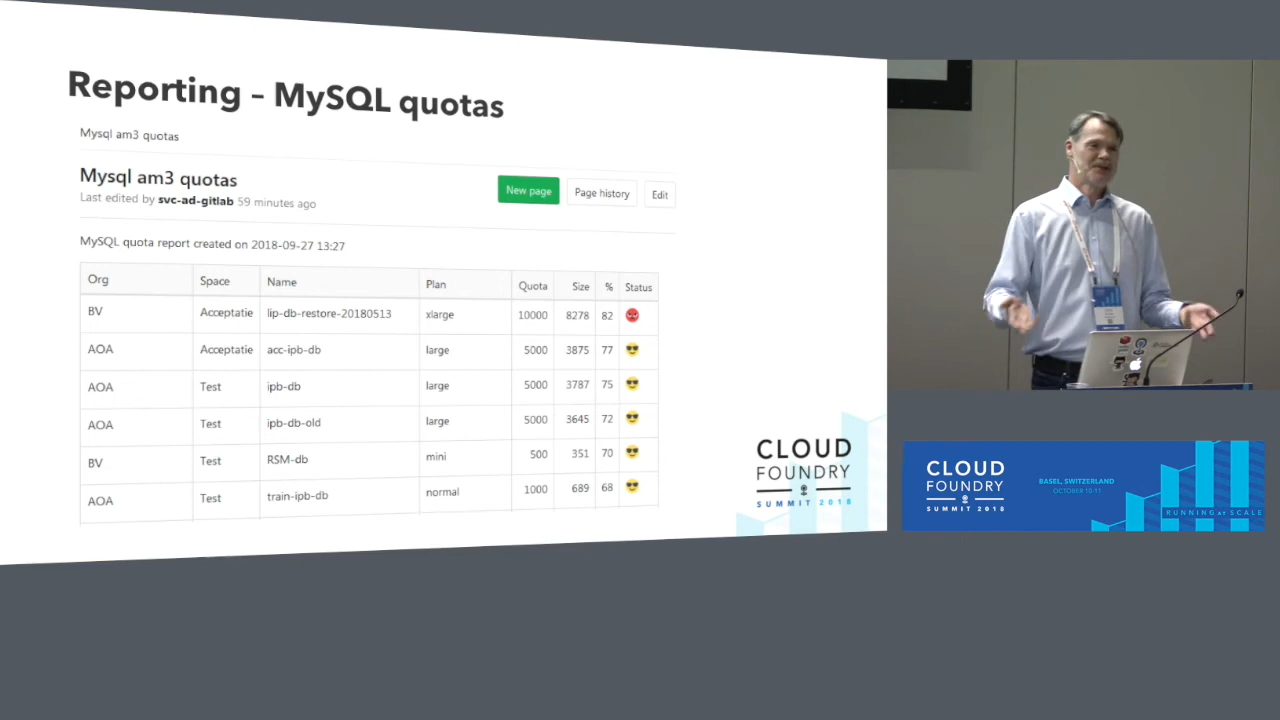 Reporting – MySQL quotas
Mysql am3 quotas
Mysql am3 quotas
New page Page history Edit
Last edited by svc-ad-gitlab 59 minutes ago
MySQL quota report created on 2018-09-27 13:27
Org Space Name Plan Quota Size % Status
BV Acceptatie lip-db-restore-20180513 xlarge 10000 8278 82
AOA Acceptatie acc-ipb-db large 5000 3875 77
AOA Test ipb-db large 5000 3787 75
AOA Test ipb-db-old large 5000 3645 72
BV Test RSM-db mini 500 351 70
AOA Test train-ipb-db normal 1000 689 68
CLOUD
FOUNDRY
SUMMIT 2018
CLOUD
FOUNDRY
SUMMIT 2018
BASEL, SWITZERLAND
OCTOBER 10-11
RUNNING AT SCALE